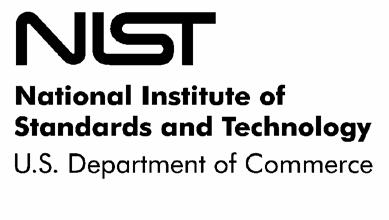 NIST
National Institute of
Standards and Technology
U.S. Department of Commerce